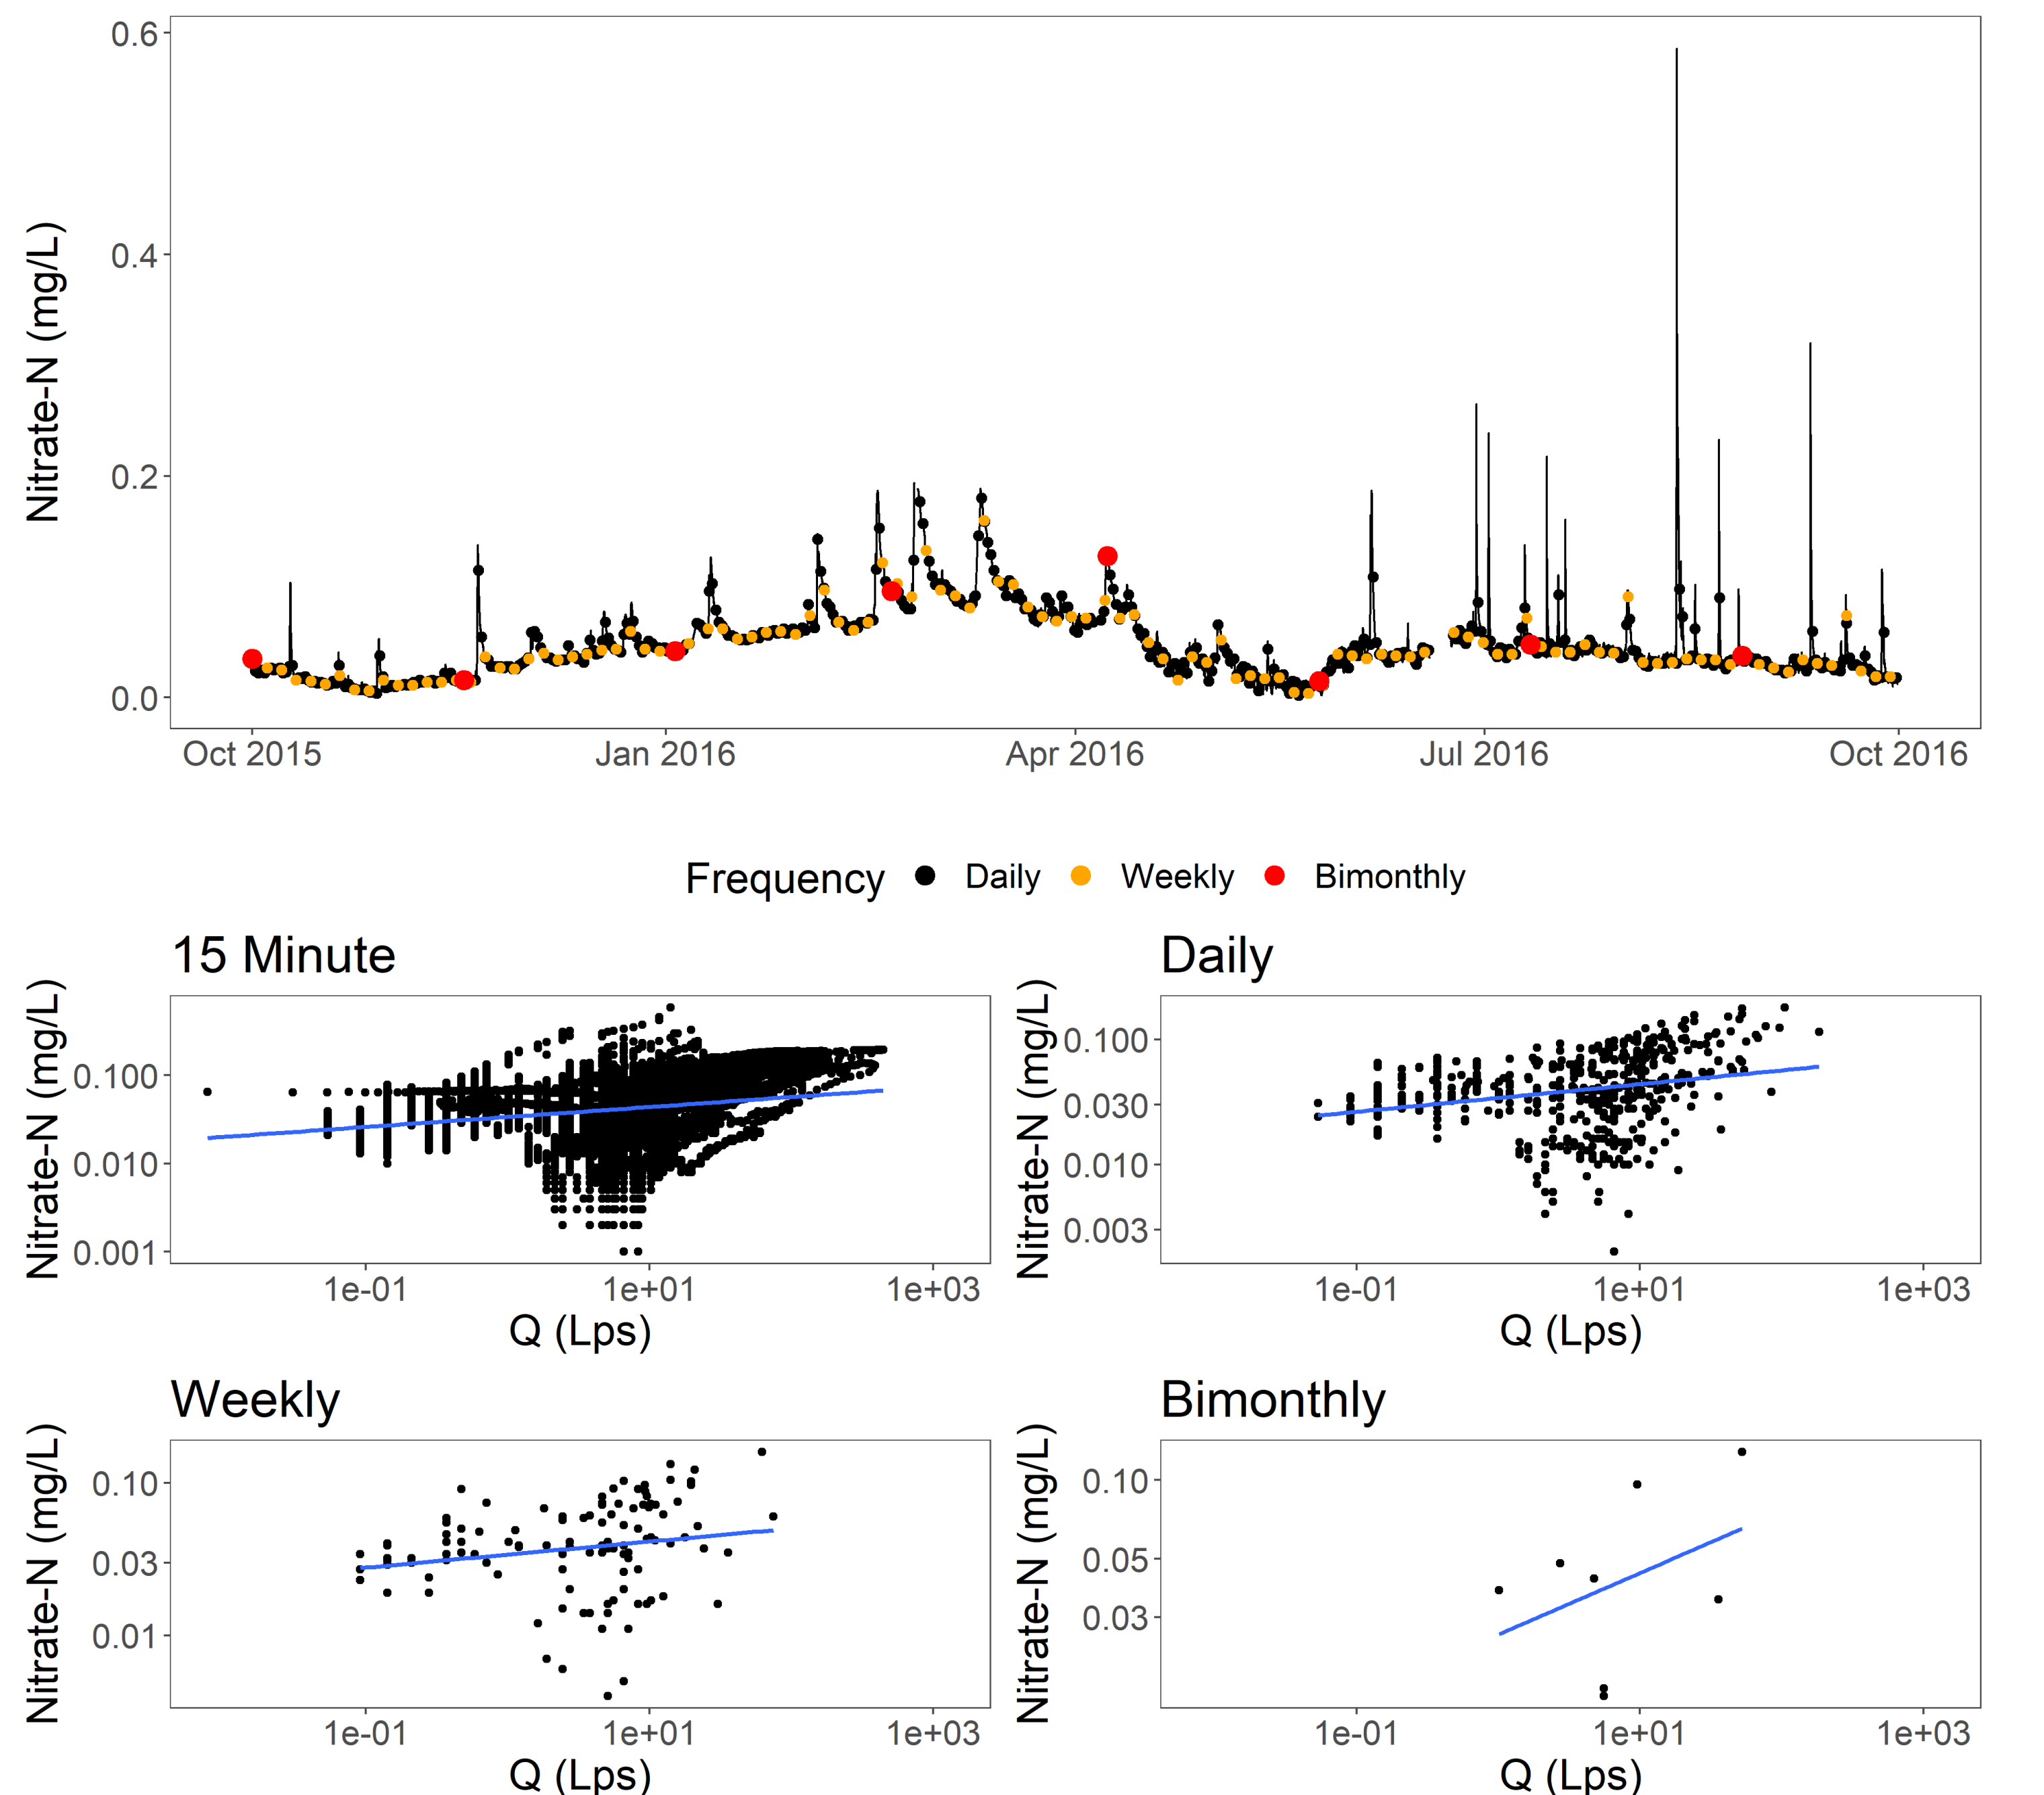 Nitrate-N (mg/L)
0.6
0.4
0.2
0.0
Oct 2015 Jan 2016 Apr 2016 Jul 2016 Oct 2016
Frequency Daily Weekly Bimonthly
15 Minute
Nitrate-N (mg/L)
0.100
0.010
0.001
1e-01 1e+01 1e+03
Q (Lps)
Daily
Nitrate-N (mg/L)
0.100
0.030
0.010
0.003
1e-01 1e+01 1e+03
Q (Lps)
Weekly
Nitrate-N (mg/L)
0.10
0.03
0.01
1e-01 1e+01 1e+03
Q (Lps)
Bimonthly
Nitrate-N (mg/L)
0.10
0.05
0.03
1e-01 1e+01 1e+03
Q (Lps)